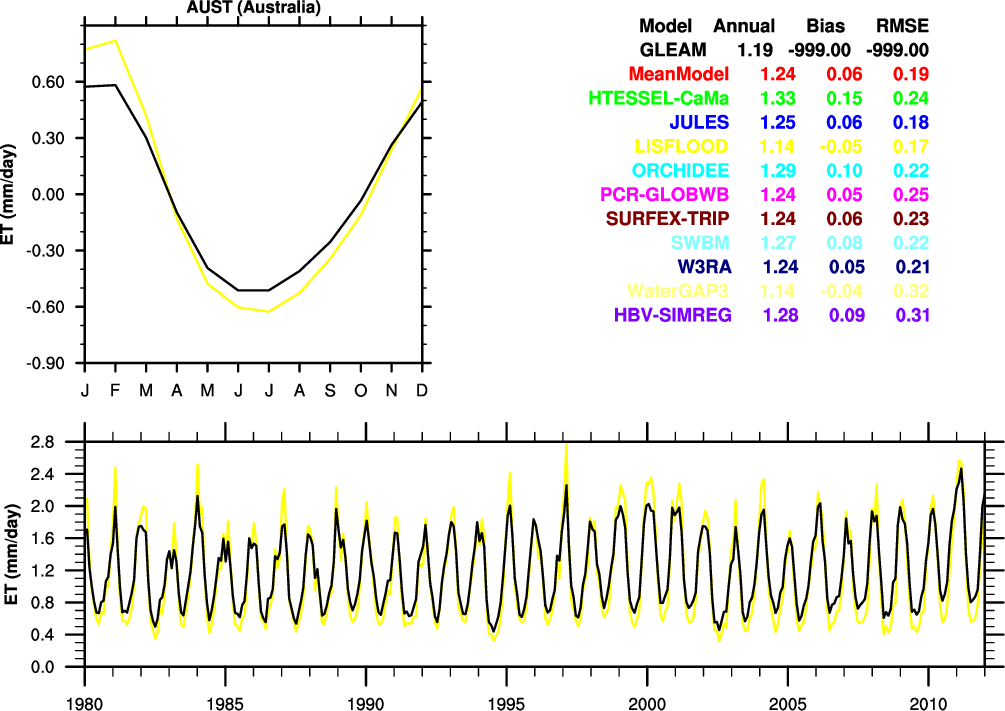 AUST (Australia)
Model Annual Bias RMSE
GLEAM 1.19 -999.00 -999.00
MeanModel 1.24 0.06 0.19
HTESSEL-CaMa 1.33 0.15 0.24
JULES 1.25 0.06 0.18
LISFLOOD 1.14 -0.05 0.17
ORCHIDEE 1.29 0.10 0.22
PCR-GLOBWB 1.24 0.05 0.25
SURFEX-TRIP 1.24 0.06 0.23
SWBM 1.27 0.08 0.22
W3RA 1.24 0.05 0.21
WaterGAP3 1.14 -0.04 0.32
HBV-SIMREG 1.28 0.09 0.31
ET (mm/day)
0.60
0.30
0.00
-0.30
-0.60
-0.90
J F M A M J J A S O N D
ET (mm/day)
2.8
2.4
2.0
1.6
1.2
0.8
0.4
0.0
1980 1985 1990 1995 2000 2005 2010